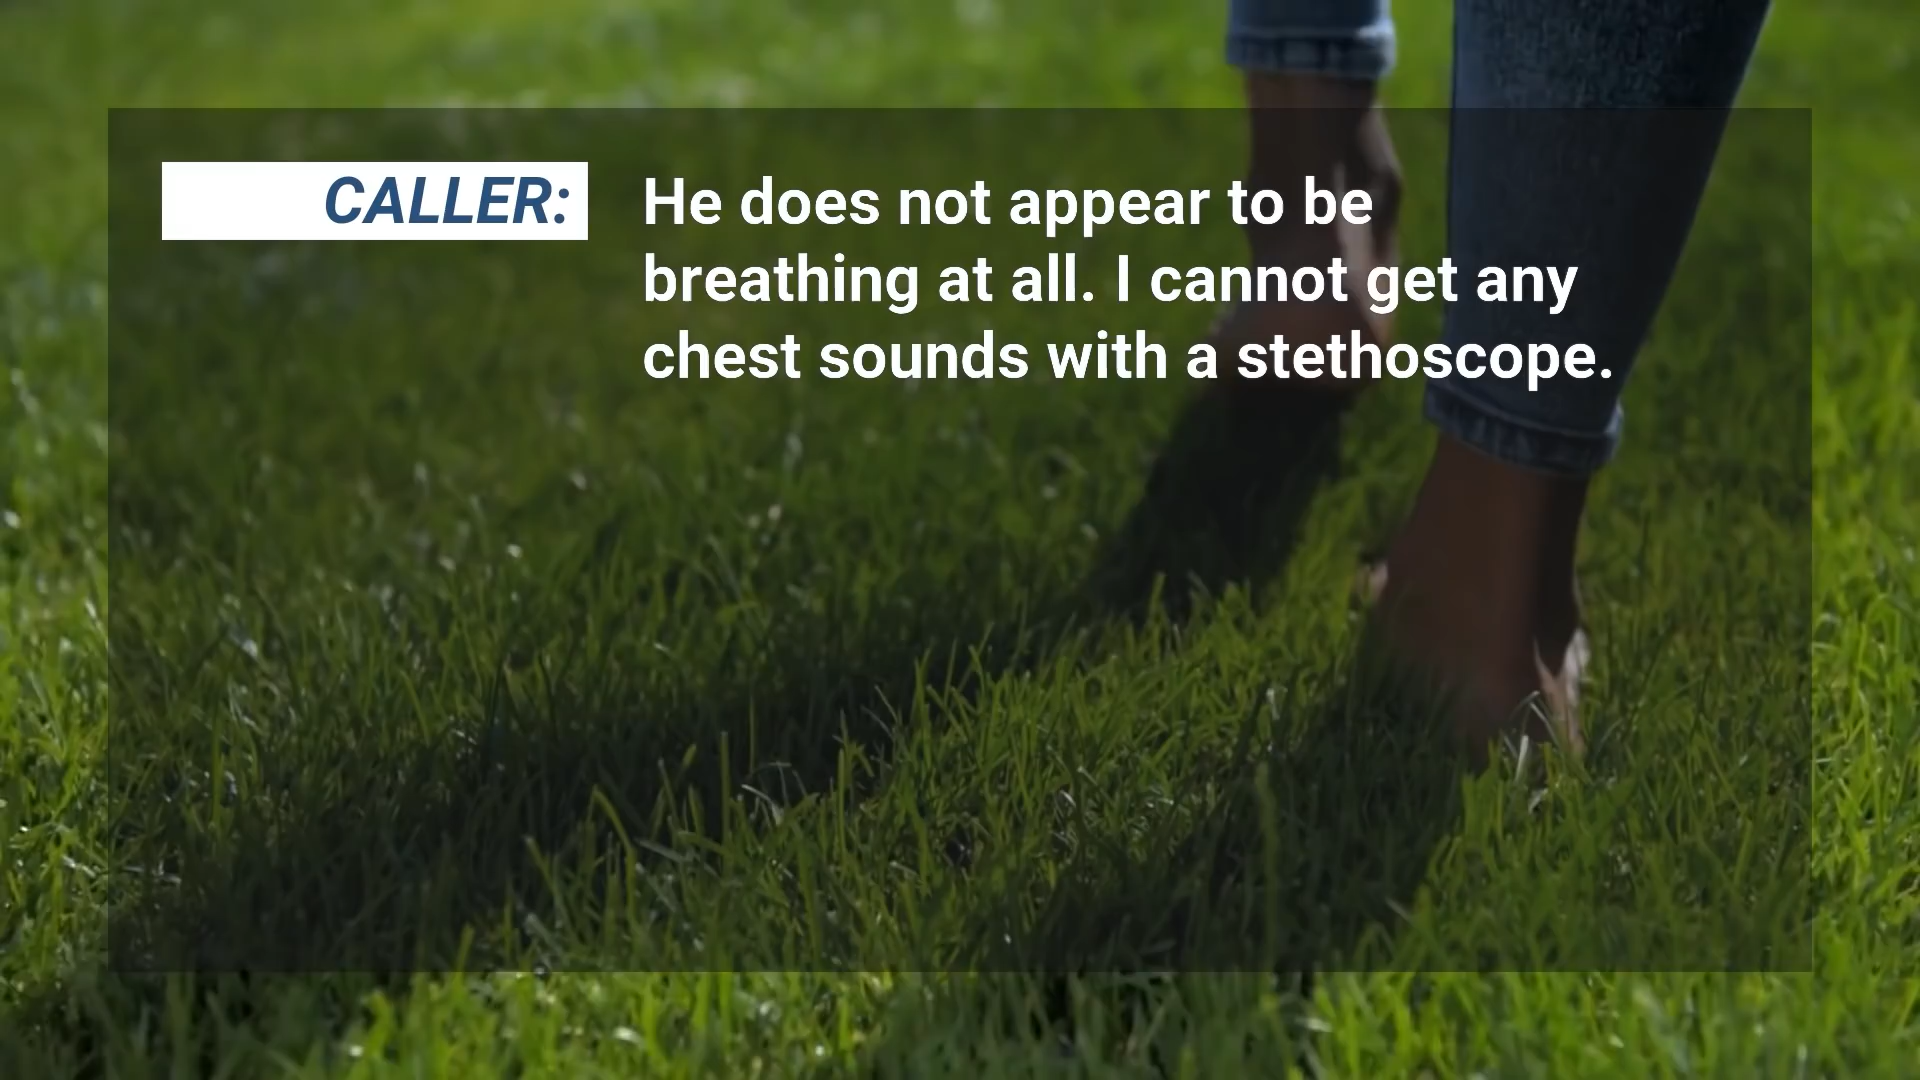 CALLER:
He does not appear to be
breathing at all. I cannot get any
chest sounds with a stethoscope.